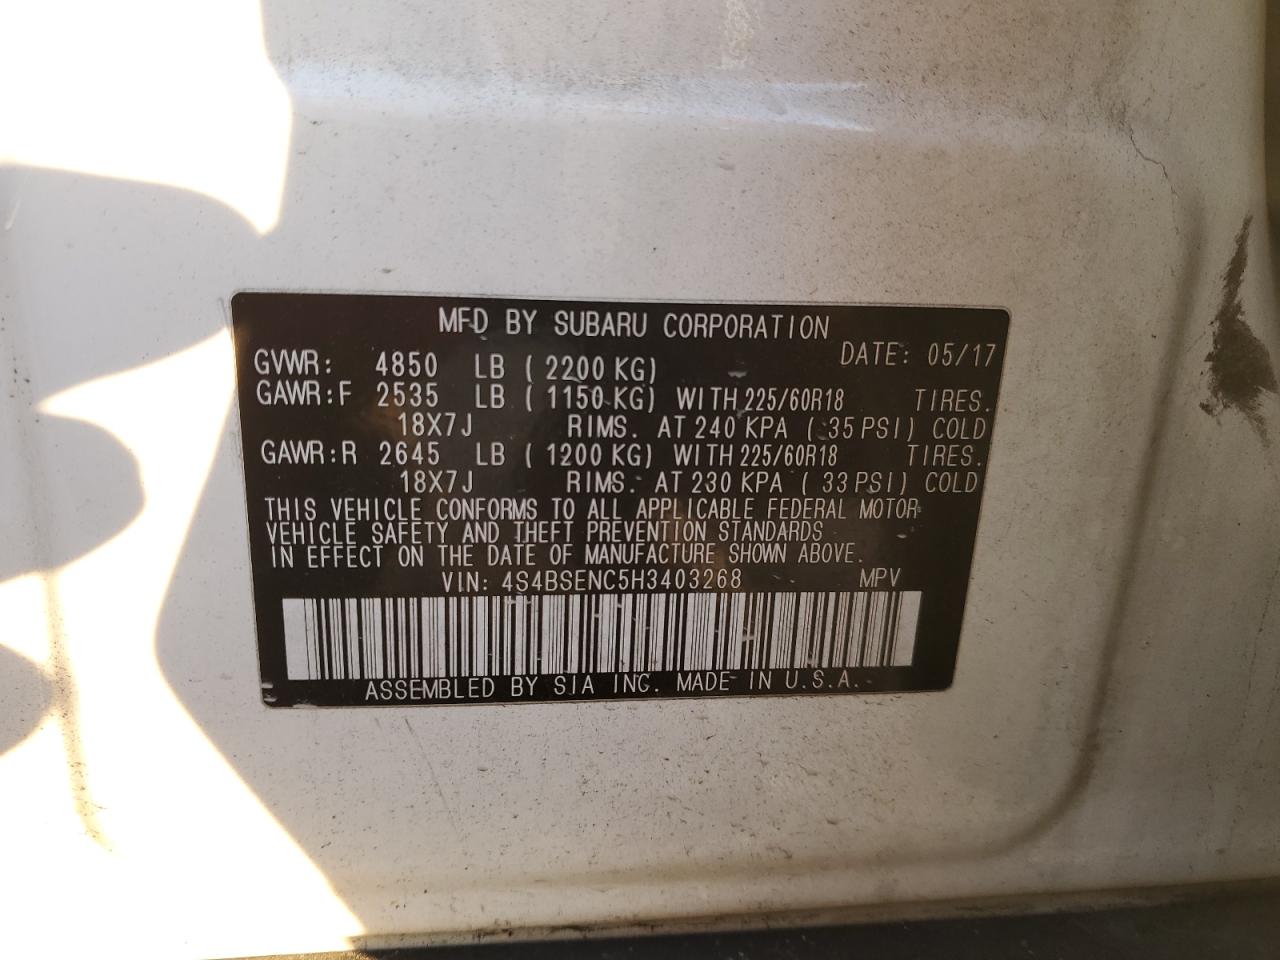 MFD BY SUBARU CORPORATION
DATE: 05/17
GVWR: 4850 LB ( 2200 KG)
GAWR:F 2535 LB ( 1150 KG) WITH 225/60R18 TIRES.
18X7J RIMS. AT 240 KPA ( 35 PSI) COLD
GAWR:R 2645 LB ( 1200 KG) WITH 225/60R18 TIRES.
18X7J RIMS. AT 230 KPA ( 33 PSI) COLD
THIS VEHICLE CONFORMS TO ALL APPLICABLE FEDERAL MOTOR
VEHICLE SAFETY AND THEFT PREVENTION STANDARDS
IN EFFECT ON THE DATE OF MANUFACTURE SHOWN ABOVE.
VIN: 4S4BSENC5H3403268 MPV
ASSEMBLED BY SIA INC. MADE IN U.S.A.